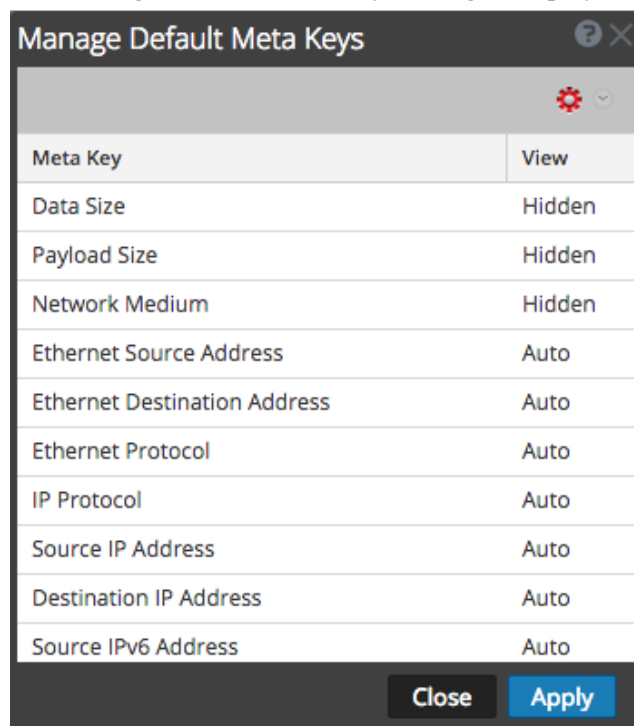 Manage Default Meta Keys
Meta Key View
Data Size Hidden
Payload Size Hidden
Network Medium Hidden
Ethernet Source Address Auto
Ethernet Destination Address Auto
Ethernet Protocol Auto
IP Protocol Auto
Source IP Address Auto
Destination IP Address Auto
Source IPv6 Address Auto
Close Apply